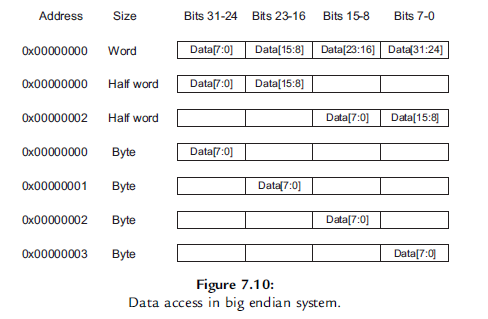 Address Size Bits 31-24 Bits 23-16 Bits 15-8 Bits 7-0
0x00000000 Word Data[7:0] Data[15:8] Data[23:16] Data[31:24]
0x00000000 Half word Data[7:0] Data[15:8]
0x00000002 Half word Data[7:0] Data[15:8]
0x00000000 Byte Data[7:0]
0x00000001 Byte Data[7:0]
0x00000002 Byte Data[7:0]
0x00000003 Byte Data[7:0]
Figure 7.10:
Data access in big endian system.